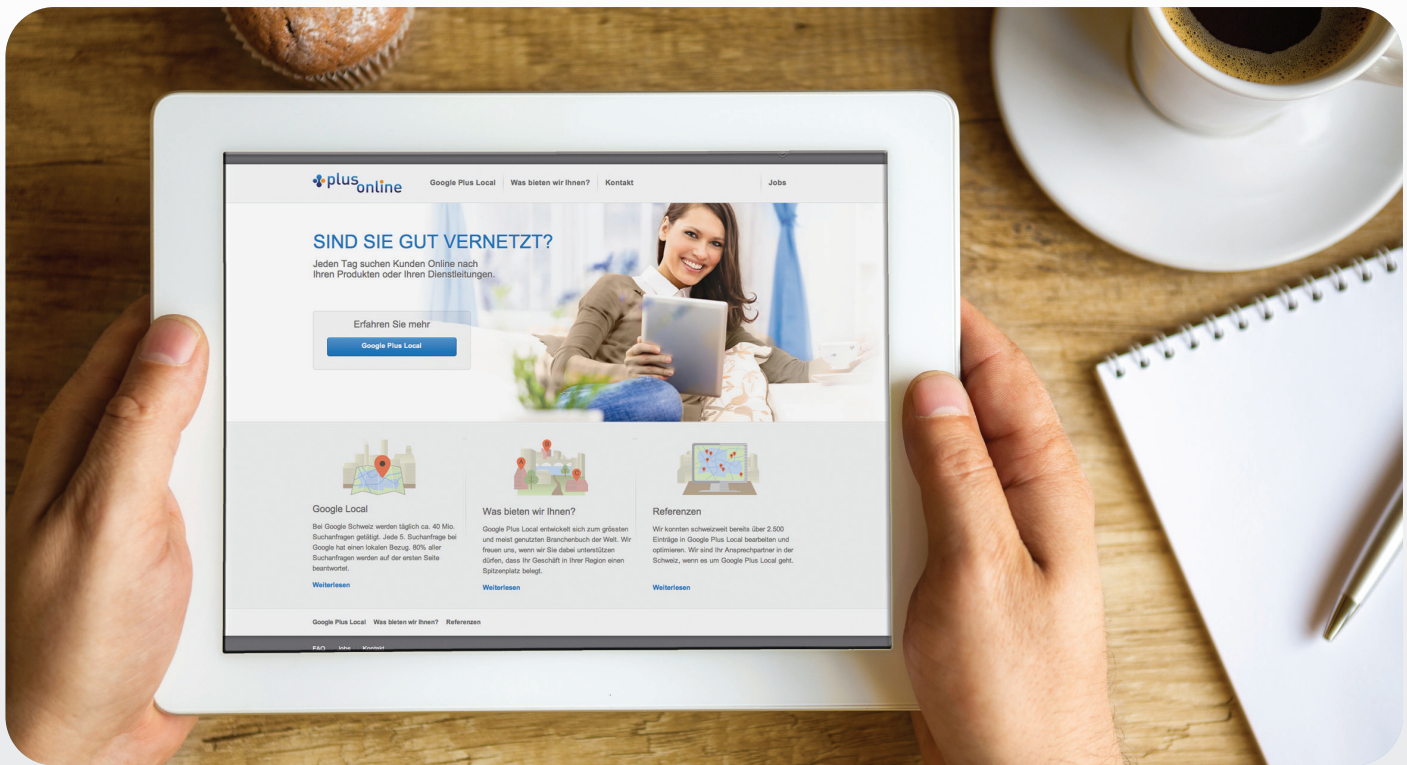 plus online
Google Plus Local Was bieten wir Ihnen? Kontakt Jobs
SIND SIE GUT VERNETZT?
Jeden Tag suchen Kunden Online nach
Ihren Produkten oder Ihren Dienstleitungen.
Erfahren Sie mehr
Google Plus Local
B
A
C
Google Local
Bei Google Schweiz werden täglich ca. 40 Mio.
Suchanfragen getätigt. Jede 5. Suchanfrage bei
Google hat einen lokalen Bezug. 80% aller
Suchanfragen werden auf der ersten Seite
beantwortet.
Weiterlesen
Was bieten wir Ihnen?
Google Plus Local entwickelt sich zum grössten
und meist genutzten Branchenbuch der Welt. Wir
freuen uns, wenn wir Sie dabei unterstützen
dürfen, dass Ihr Geschäft in Ihrer Region einen
Spitzenplatz belegt.
Weiterlesen
Referenzen
Wir konnten schweizweit bereits über 2.500
Einträge in Google Plus Local bearbeiten und
optimieren. Wir sind Ihr Ansprechpartner in der
Schweiz, wenn es um Google Plus Local geht.
Weiterlesen
Google Plus Local Was bieten wir Ihnen? Referenzen
FAQ Jobs Kontakt